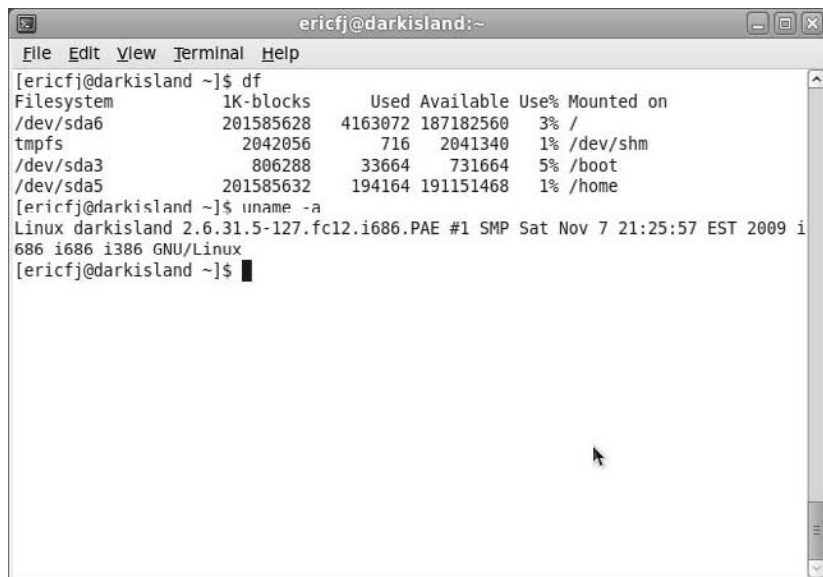 ericfj@darkisland:~
File Edit View Terminal Help
[ericfj@darkisland ~]$ df
Filesystem           1K-blocks      Used Available Use% Mounted on
/dev/sda6            201585628   4163072 187182560   3% /
tmpfs                  2042056       716   2041340   1% /dev/shm
/dev/sda3               806288     33664    731664   5% /boot
/dev/sda5            201585632    194164 191151468   1% /home
[ericfj@darkisland ~]$ uname -a
Linux darkisland 2.6.31.5-127.fc12.i686.PAE #1 SMP Sat Nov 7 21:25:57 EST 2009 i
686 i686 i386 GNU/Linux
[ericfj@darkisland ~]$